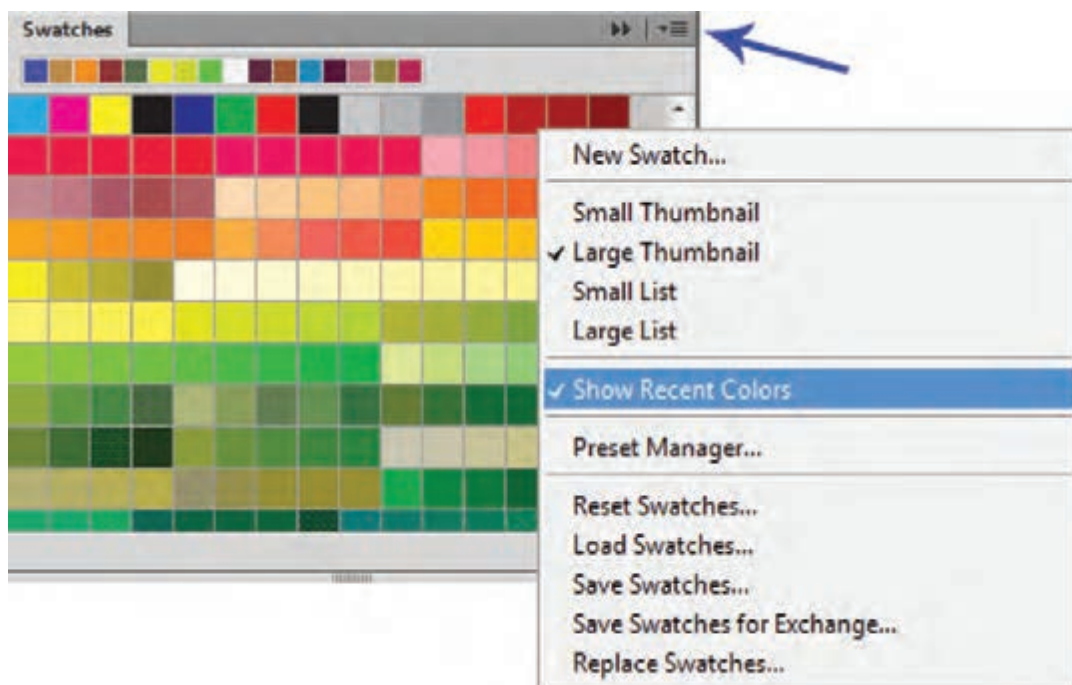 Swatches
New Swatch...
Small Thumbnail
Large Thumbnail
Small List
Large List
Show Recent Colors
Preset Manager...
Reset Swatches...
Load Swatches...
Save Swatches...
Save Swatches for Exchange...
Replace Swatches...